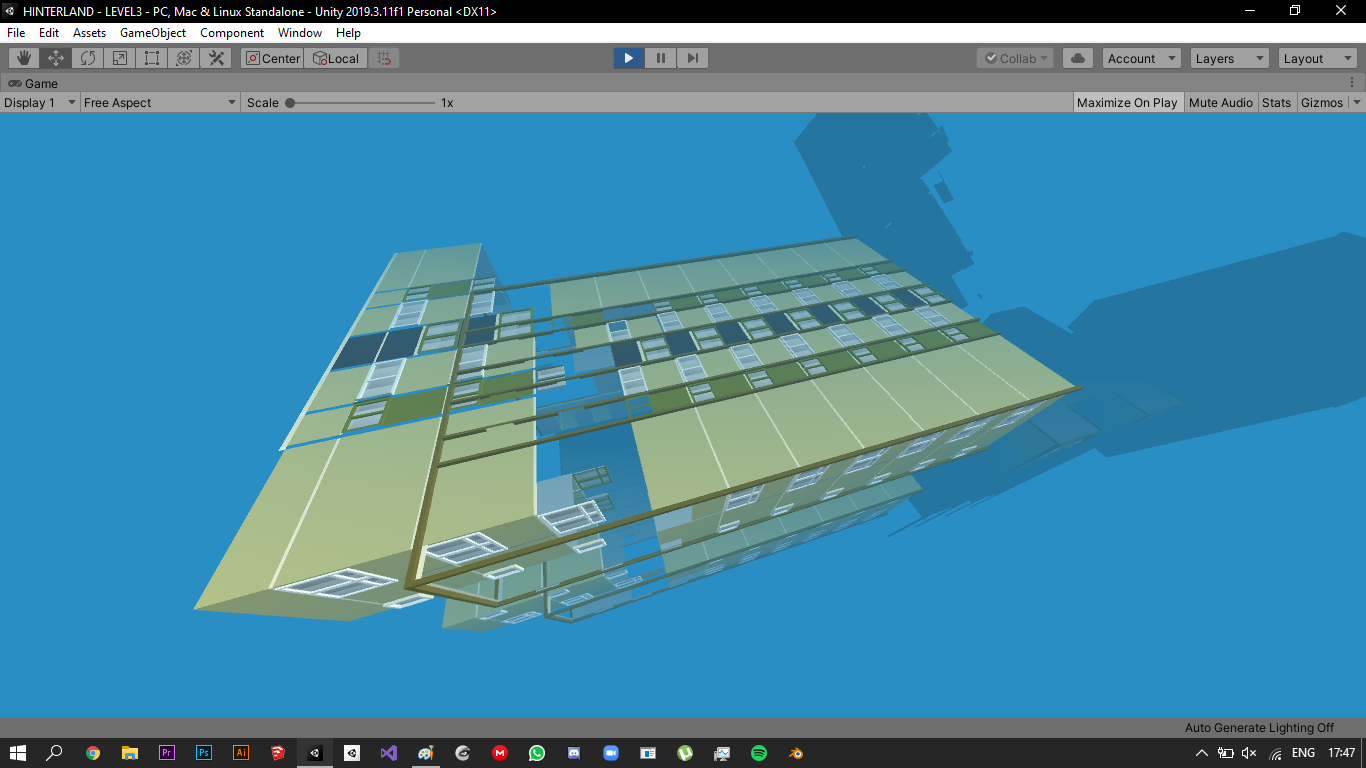 HINTERLAND - LEVEL3 - PC, Mac & Linux Standalone - Unity 2019.3.11f1 Personal <DX11>
File Edit Assets GameObject Component Window Help
Center Local Collab Account Layers Layout
Game
Display 1 Free Aspect Scale 1x Maximize On Play Mute Audio Stats Gizmos
Auto Generate Lighting Off
Pr Ps Ai M ENG 17:47